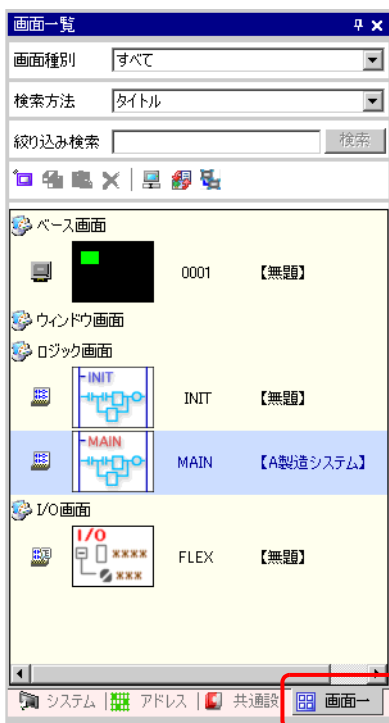 画面一覧
画面種別 すべて
検索方法 タイトル
絞り込み検索 検索
ベース画面
0001 【無題】
ウィンドウ画面
ロジック画面
INIT
INIT 【無題】
MAIN
MAIN 【A製造システム】
I/O画面
I/O
****
***
FLEX 【無題】
システム アドレス 共通設 画面一